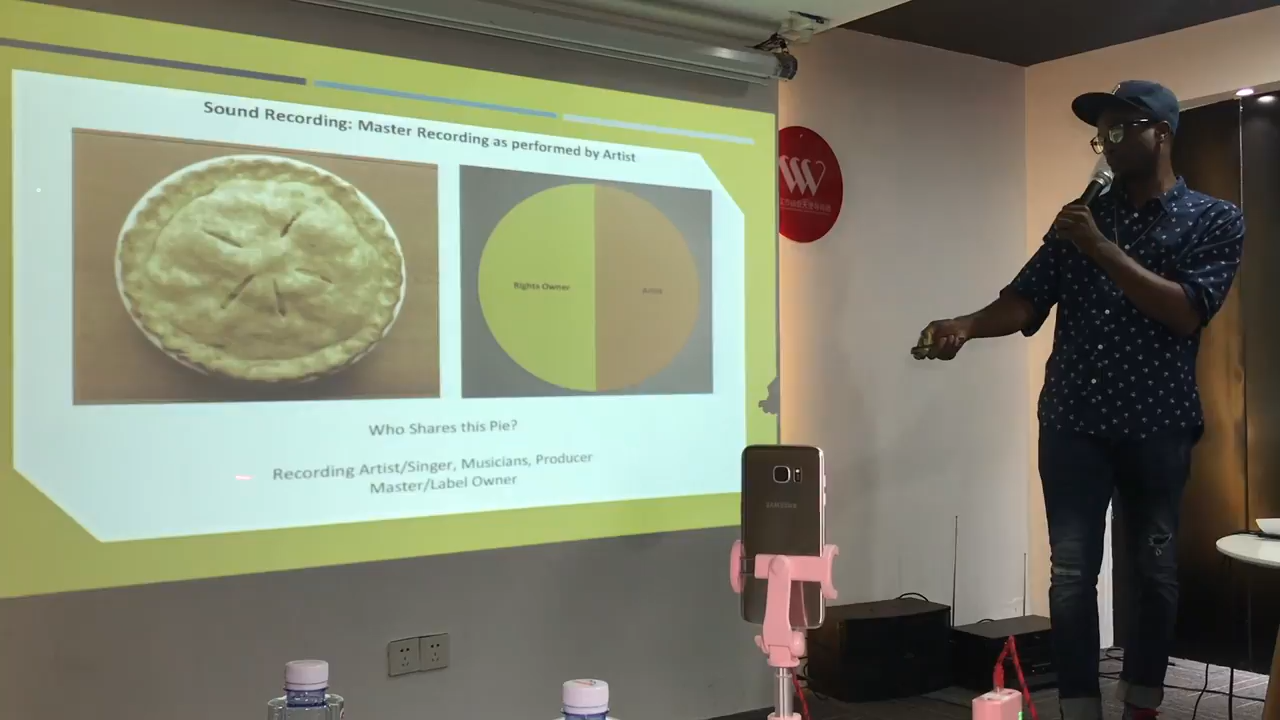 Sound Recording: Master Recording as performed by Artist
Rights Owner
Artist
Who Shares this Pie?
Recording Artist/Singer, Musicians, Producer
Master/Label Owner
SAMSUNG